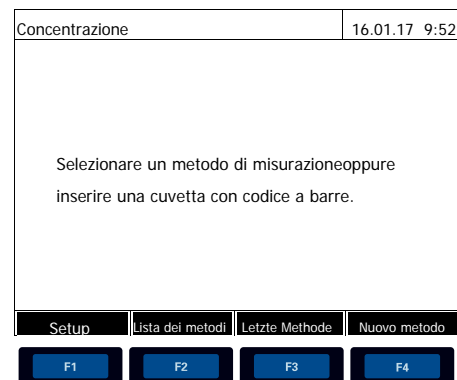 Concentrazione 16.01.17 9:52
Selezionare un metodo di misurazioneoppure
inserire una cuvetta con codice a barre.
Setup Lista dei metodi Letzte Methode Nuovo metodo
F1 F2 F3 F4